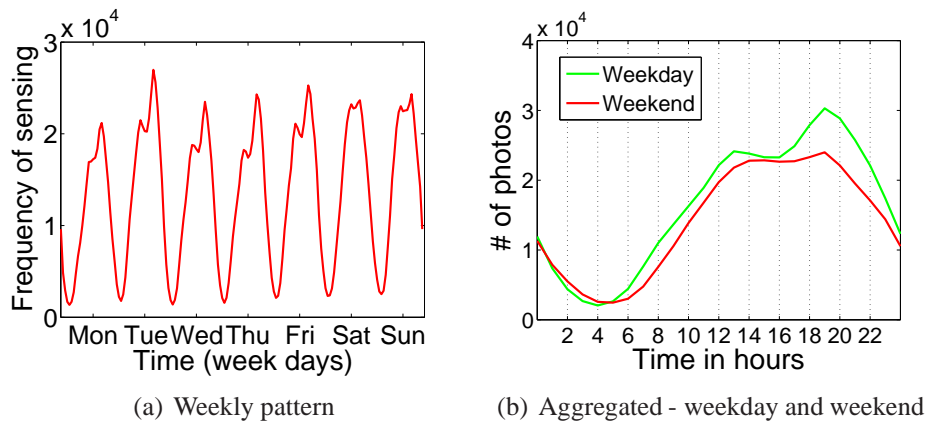 x 10^4
3
2
1
0
Frequency of sensing
Mon Tue Wed Thu Fri Sat Sun
Time (week days)
(a) Weekly pattern
x 10^4
4
3
2
1
0
# of photos
Weekday
Weekend
2 4 6 8 10 12 14 16 18 20 22
Time in hours
(b) Aggregated - weekday and weekend